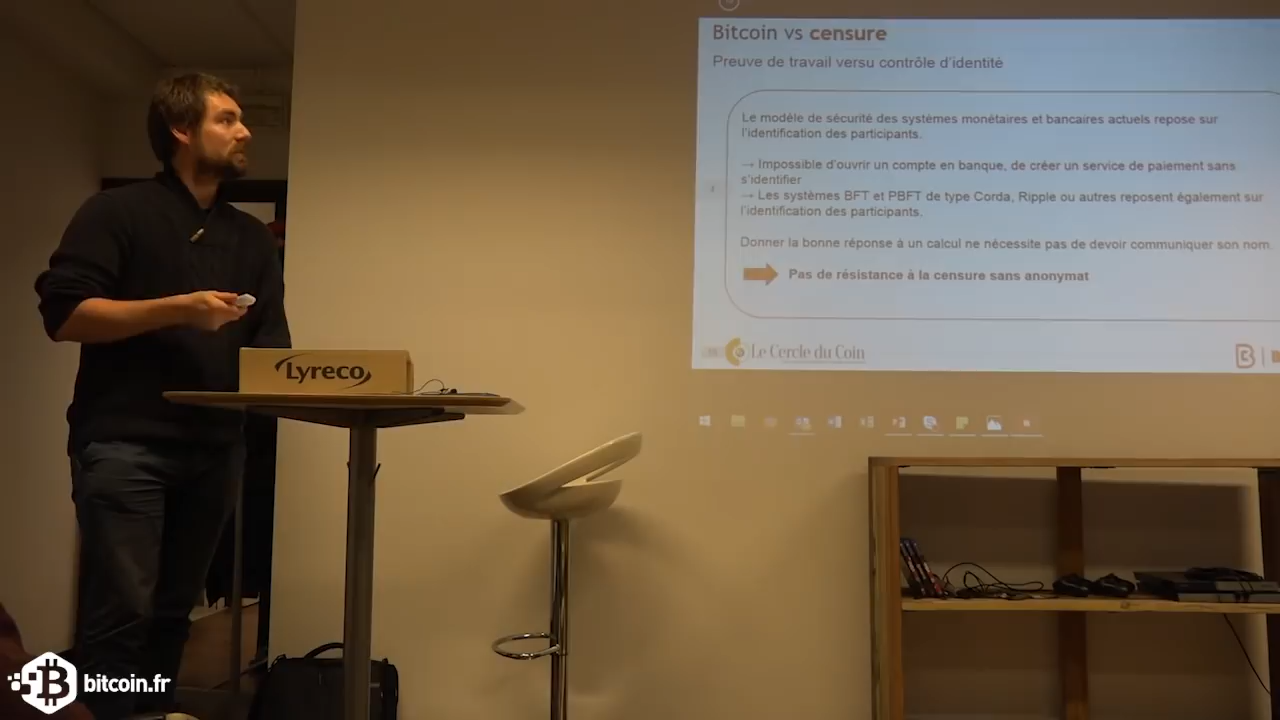 Bitcoin vs censure
Preuve de travail versu contrôle d'identité
Le modèle de sécurité des systèmes monétaires et bancaires actuels repose sur
l'identification des participants.
→ Impossible d'ouvrir un compte en banque, de créer un service de paiement sans
s'identifier
→ Les systèmes BFT et PBFT de type Corda, Ripple ou autres reposent également sur
l'identification des participants.
Donner la bonne réponse à un calcul ne nécessite pas de devoir communiquer son nom.
Pas de résistance à la censure sans anonymat
Le Cercle du Coin
Lyreco
bitcoin.fr